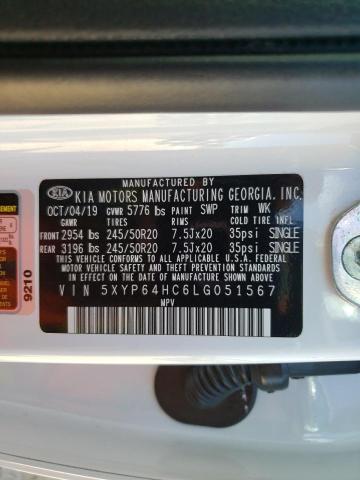 MANUFACTURED BY
KIA KIA MOTORS MANUFACTURING GEORGIA, INC.
OCT/04/19 GVWR 5776 lbs PAINT SWP TRIM WK
GAWR TIRES RIMS COLD TIRE INFL.
FRONT 2954 lbs 245/50R20 7.5Jx20 35psi SINGLE
REAR 3196 lbs 245/50R20 7.5Jx20 35psi SINGLE
THIS VEHICLE CONFORMS TO ALL APPLICABLE U.S.A. FEDERAL
MOTOR VEHICLE SAFETY STANDARDS IN EFFECT ON THE
DATE OF MANUFACTURE SHOWN ABOVE.
VIN 5XYP64HC6LG051567
MPV
9210